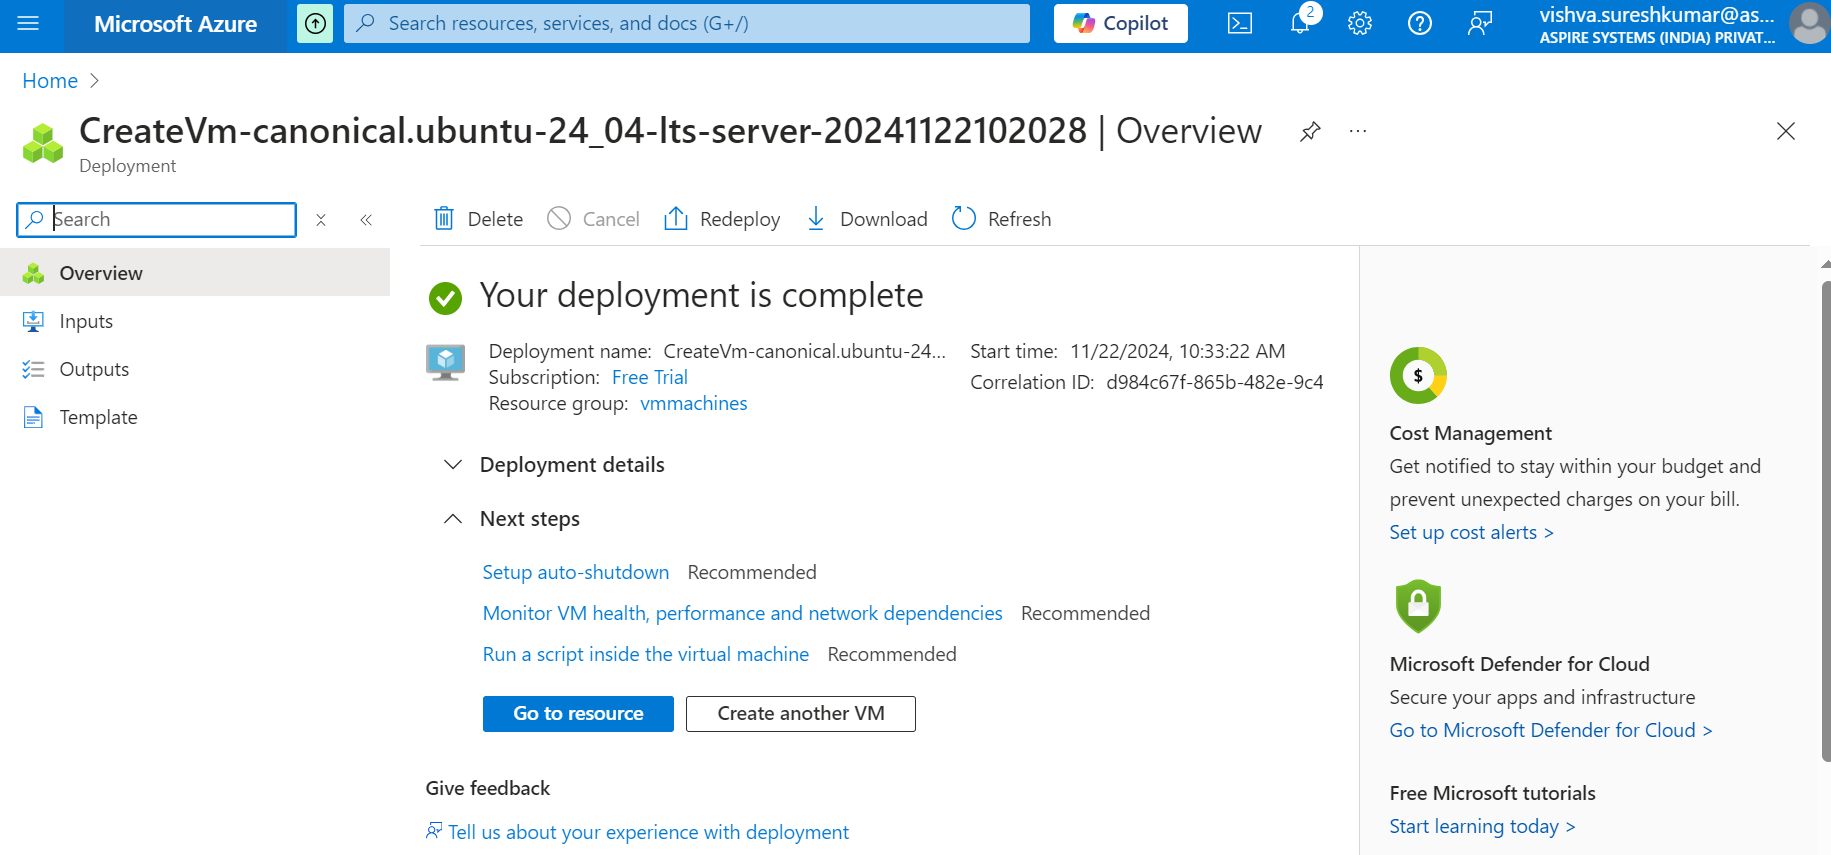 Microsoft Azure
Search resources, services, and docs (G+/)
Copilot
2
vishva.sureshkumar@as...
ASPIRE SYSTEMS (INDIA) PRIVAT...
Home
CreateVm-canonical.ubuntu-24_04-lts-server-20241122102028 | Overview
Deployment
Search
Delete
Cancel
Redeploy
Download
Refresh
Overview
Inputs
Outputs
Template
Your deployment is complete
Deployment name: CreateVm-canonical.ubuntu-24...
Subscription: Free Trial
Resource group: vmmachines
Start time: 11/22/2024, 10:33:22 AM
Correlation ID: d984c67f-865b-482e-9c4
Deployment details
Next steps
Setup auto-shutdown Recommended
Monitor VM health, performance and network dependencies Recommended
Run a script inside the virtual machine Recommended
Go to resource
Create another VM
Give feedback
Tell us about your experience with deployment
$
Cost Management
Get notified to stay within your budget and
prevent unexpected charges on your bill.
Set up cost alerts >
Microsoft Defender for Cloud
Secure your apps and infrastructure
Go to Microsoft Defender for Cloud >
Free Microsoft tutorials
Start learning today >